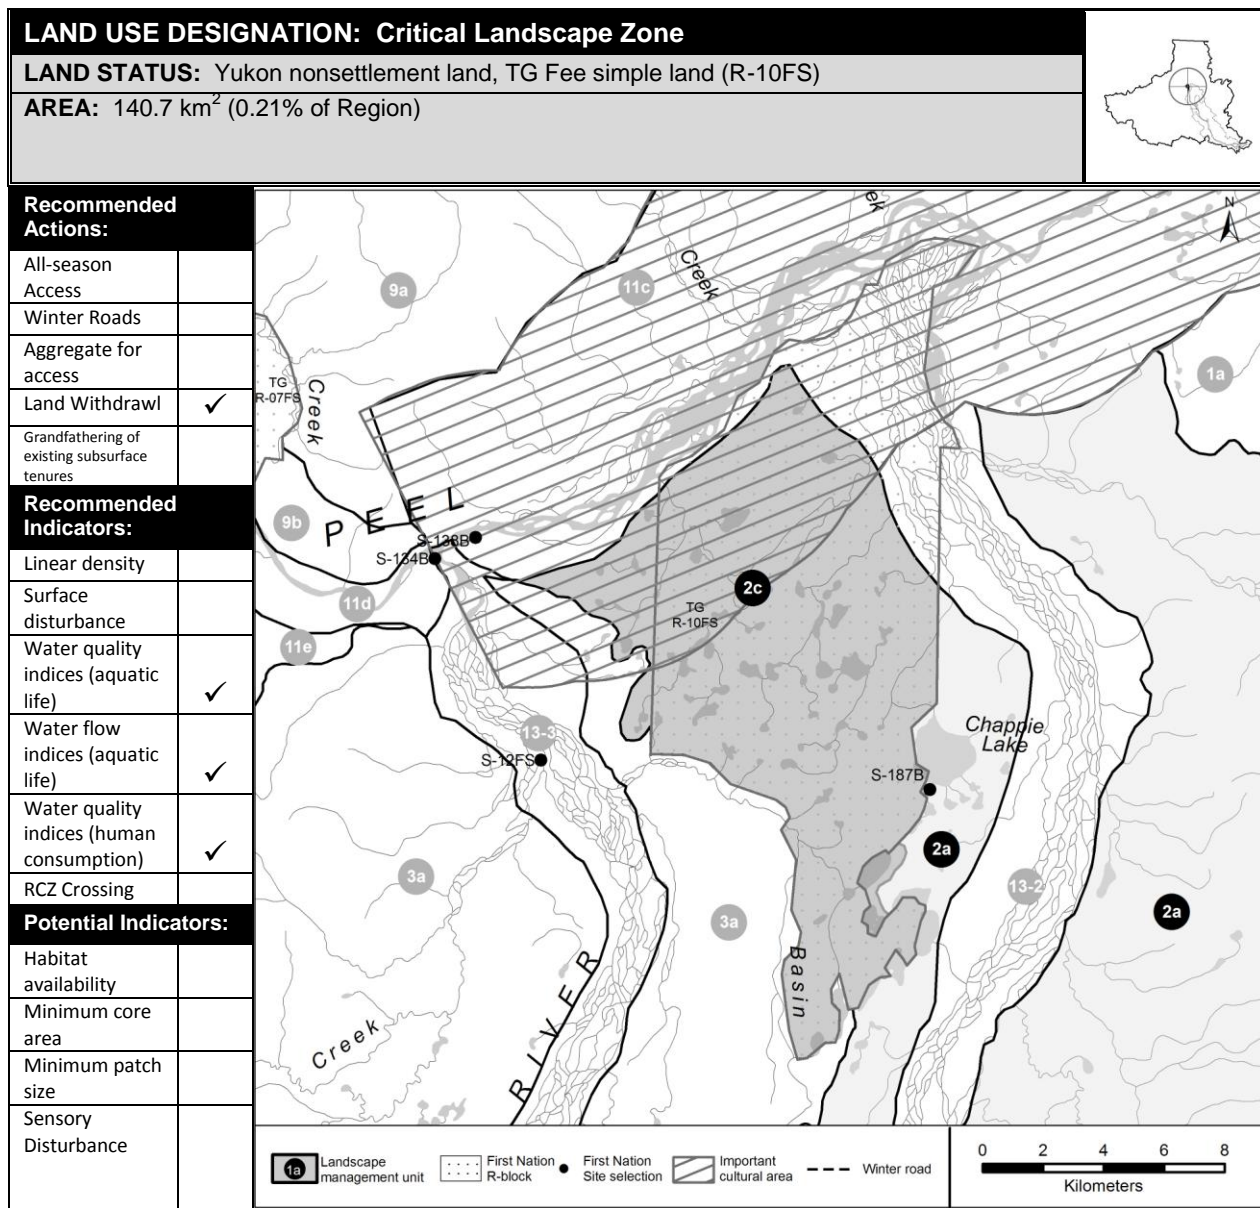 LAND USE DESIGNATION: Critical Landscape Zone
LAND STATUS: Yukon nonsettlement land, TG Fee simple land (R-10FS)
AREA: 140.7 km² (0.21% of Region)
Recommended
Actions:
All-season
Access
Winter Roads
Aggregate for
access
Land Withdrawl ✓
Grandfathering of
existing subsurface
tenures
Recommended
Indicators:
Linear density
Surface
disturbance
Water quality
indices (aquatic
life) ✓
Water flow
indices (aquatic
life) ✓
Water quality
indices (human
consumption) ✓
RCZ Crossing
Potential Indicators:
Habitat
availability
Minimum core
area
Minimum patch
size
Sensory
Disturbance
N
ek
Creek
9a
11c
1a
TG
R-07FS
Creek
9b
PEEL
S-138B
S-134B
11d
11e
2c
TG
R-10FS
13-3
S-12FS
Chappie
Lake
S-187B
2a
3a
3a
13-2
2a
Basin
RIVER
Creek
1a
Landscape
management unit
First Nation
R-block
First Nation
Site selection
Important
cultural area
Winter road
0 2 4 6 8
Kilometers